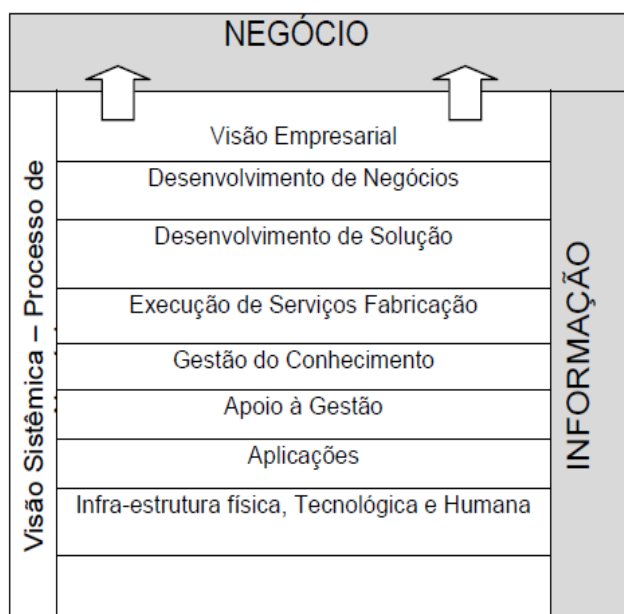 NEGÓCIO
Visão Empresarial
Desenvolvimento de Negócios
Desenvolvimento de Solução
Execução de Serviços Fabricação
Gestão do Conhecimento
Apoio à Gestão
Aplicações
Infra-estrutura física, Tecnológica e Humana
Visão Sistêmica – Processo de
INFORMAÇÃO